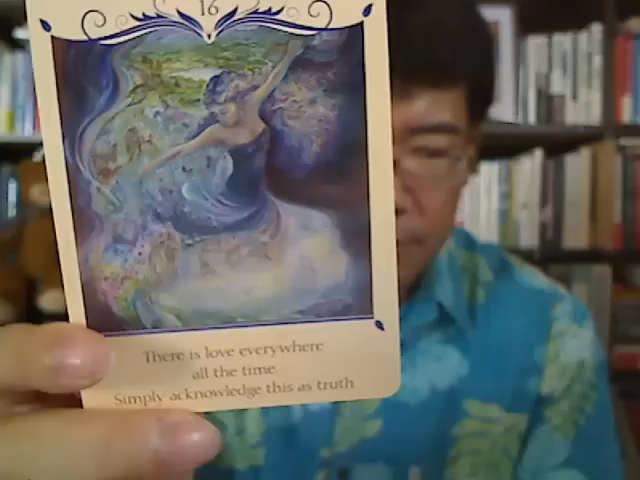 16
There is love everywhere
all the time
Simply acknowledge this as truth